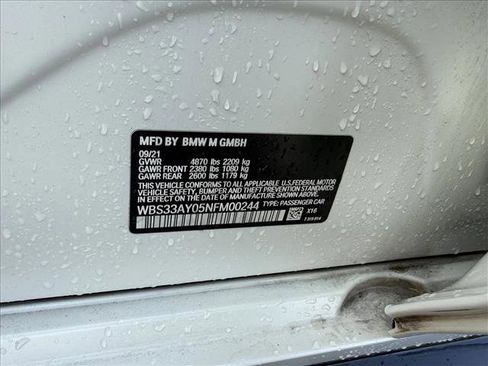 MFD BY BMW M GMBH
09/21
GVWR 4870 lbs 2209 kg
GAWR FRONT 2380 lbs 1080 kg
GAWR REAR 2600 lbs 1179 kg
THIS VEHICLE CONFORMS TO ALL APPLICABLE U.S.FEDERAL MOTOR
VEHICLE SAFETY, BUMPER, AND THEFT PREVENTION STANDARDS
IN EFFECT ON THE DATE OF MANUFACTURE SHOWN ABOVE.
WBS33AY05NFM00244 TYPE: PASSENGER CAR
X16